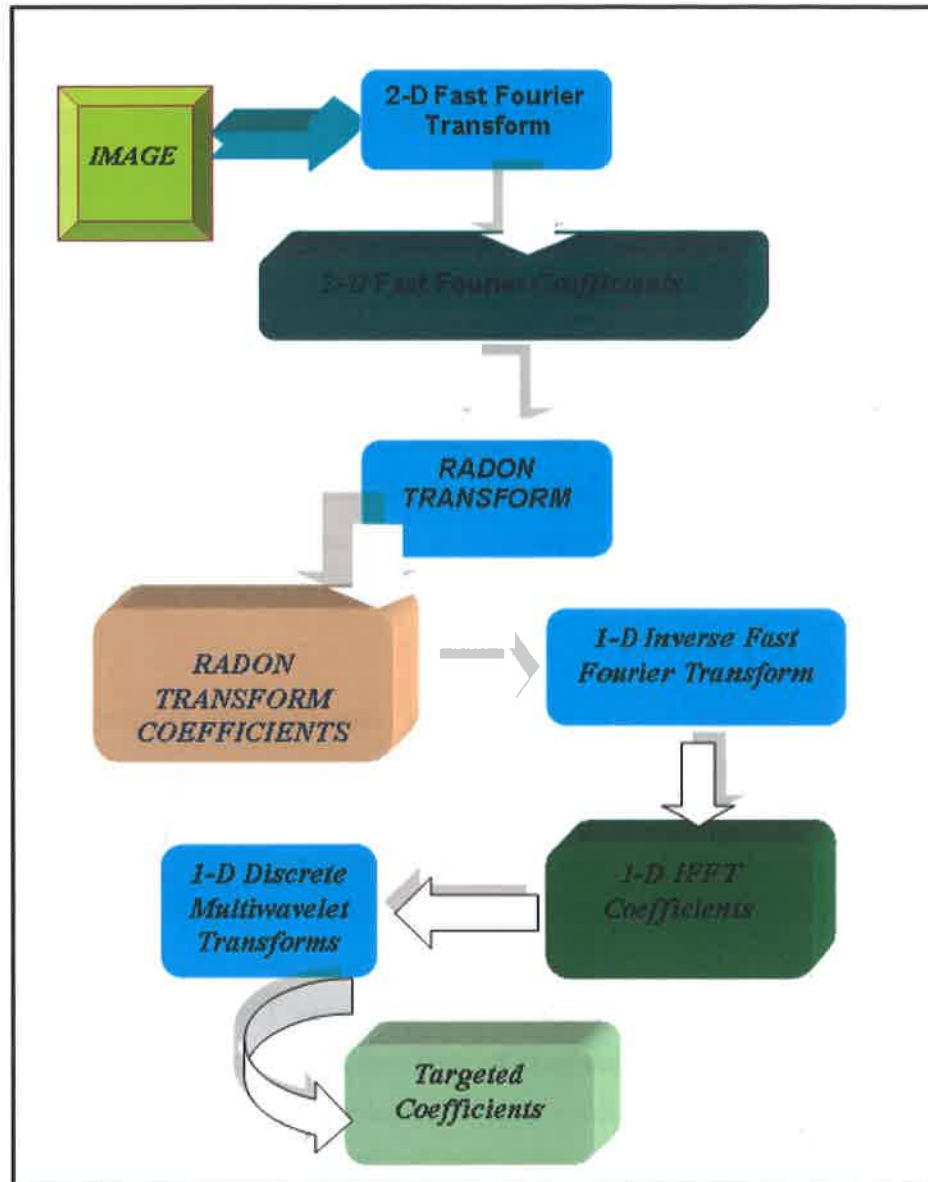 IMAGE
2-D Fast Fourier
Transform
2-D Fast Fourier Coefficients
RADON
TRANSFORM
RADON
TRANSFORM
COEFFICIENTS
1-D Inverse Fast
Fourier Transform
1-D IFFT
Coefficients
1-D Discrete
Multiwavelet
Transforms
Targeted
Coefficients